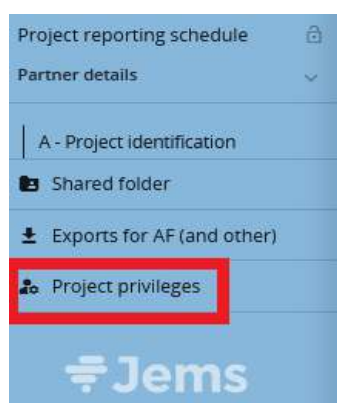 Project reporting schedule
Partner details
A - Project identification
Shared folder
Exports for AF (and other)
Project privileges
Jems